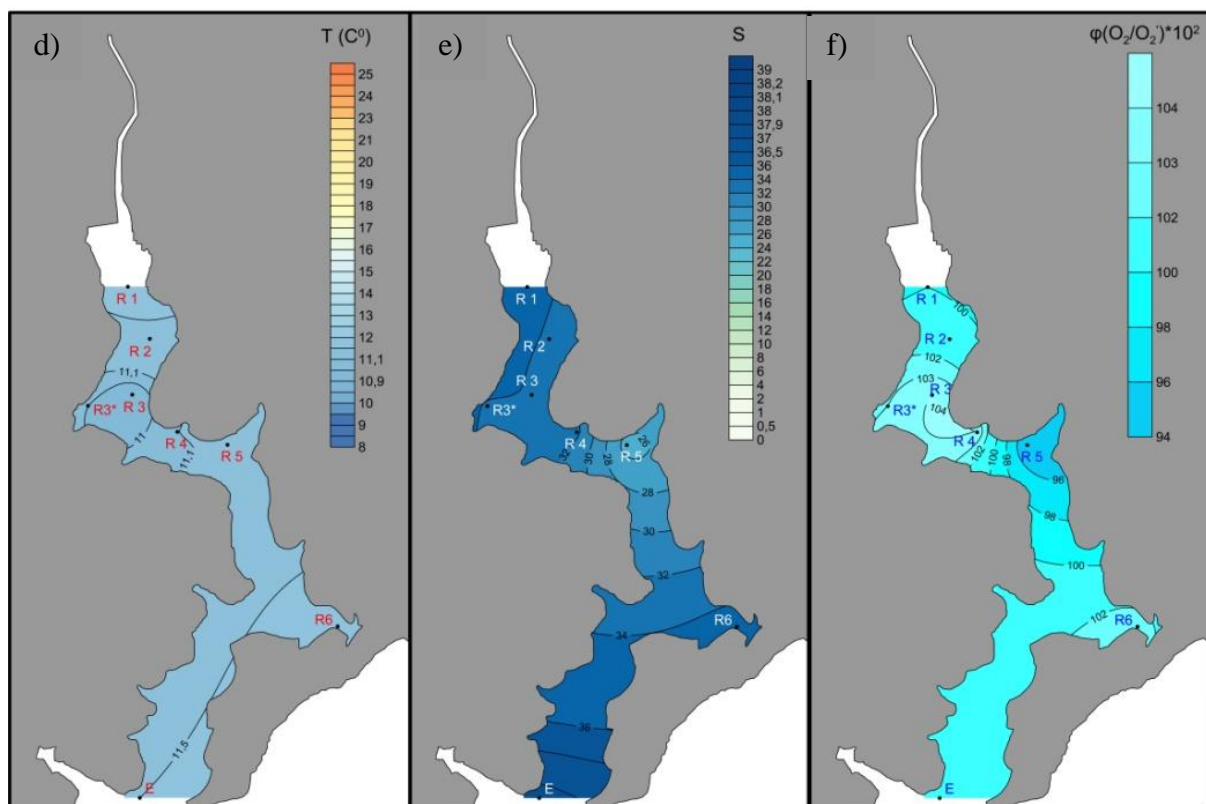 d)
T (C⁰)
25
24
23
22
21
20
19
18
17
16
15
14
13
12
11,1
10,9
10
9
8
R 1
R 2
11,1
R3*
R 3
11
R 4
11,1
R 5
R6
11,5
E
e)
S
39
38,2
38,1
38
37,9
37
36,5
36
34
32
30
28
26
24
22
20
18
16
14
12
10
8
6
4
2
1
0,5
0
R 1
R 2
R 3
R3*
R 4
32
30
28
26
R 5
28
30
32
R6
34
36
E
f)
φ(O₂/O₂')*10²
104
103
102
100
98
96
94
R 1
100
R 2
102
103
R 3
R3*
104
R 4
102
100
98
R 5
96
98
100
102
R6
E